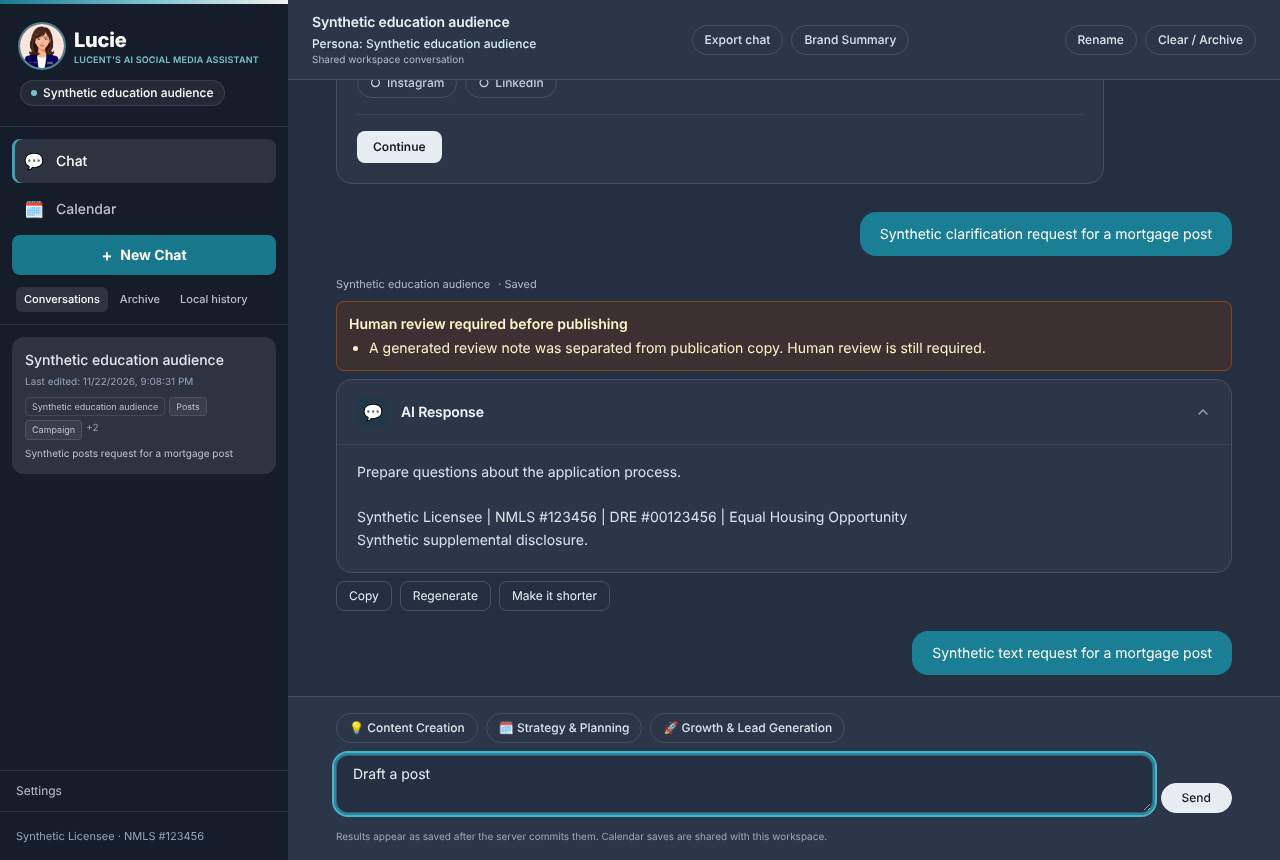 Lucie
LUCENT'S AI SOCIAL MEDIA ASSISTANT
Synthetic education audience
Chat
Calendar
+ New Chat
Conversations
Archive
Local history
Synthetic education audience
Last edited: 11/22/2026, 9:08:31 PM
Synthetic education audience
Posts
Campaign
+2
Synthetic posts request for a mortgage post
Settings
Synthetic Licensee · NMLS #123456
Synthetic education audience
Persona: Synthetic education audience
Shared workspace conversation
Export chat
Brand Summary
Rename
Clear / Archive
Instagram
LinkedIn
Continue
Synthetic clarification request for a mortgage post
Synthetic education audience · Saved
Human review required before publishing
• A generated review note was separated from publication copy. Human review is still required.
AI Response
Prepare questions about the application process.
Synthetic Licensee | NMLS #123456 | DRE #00123456 | Equal Housing Opportunity
Synthetic supplemental disclosure.
Copy
Regenerate
Make it shorter
Synthetic text request for a mortgage post
Content Creation
Strategy & Planning
Growth & Lead Generation
Draft a post
Send
Results appear as saved after the server commits them. Calendar saves are shared with this workspace.